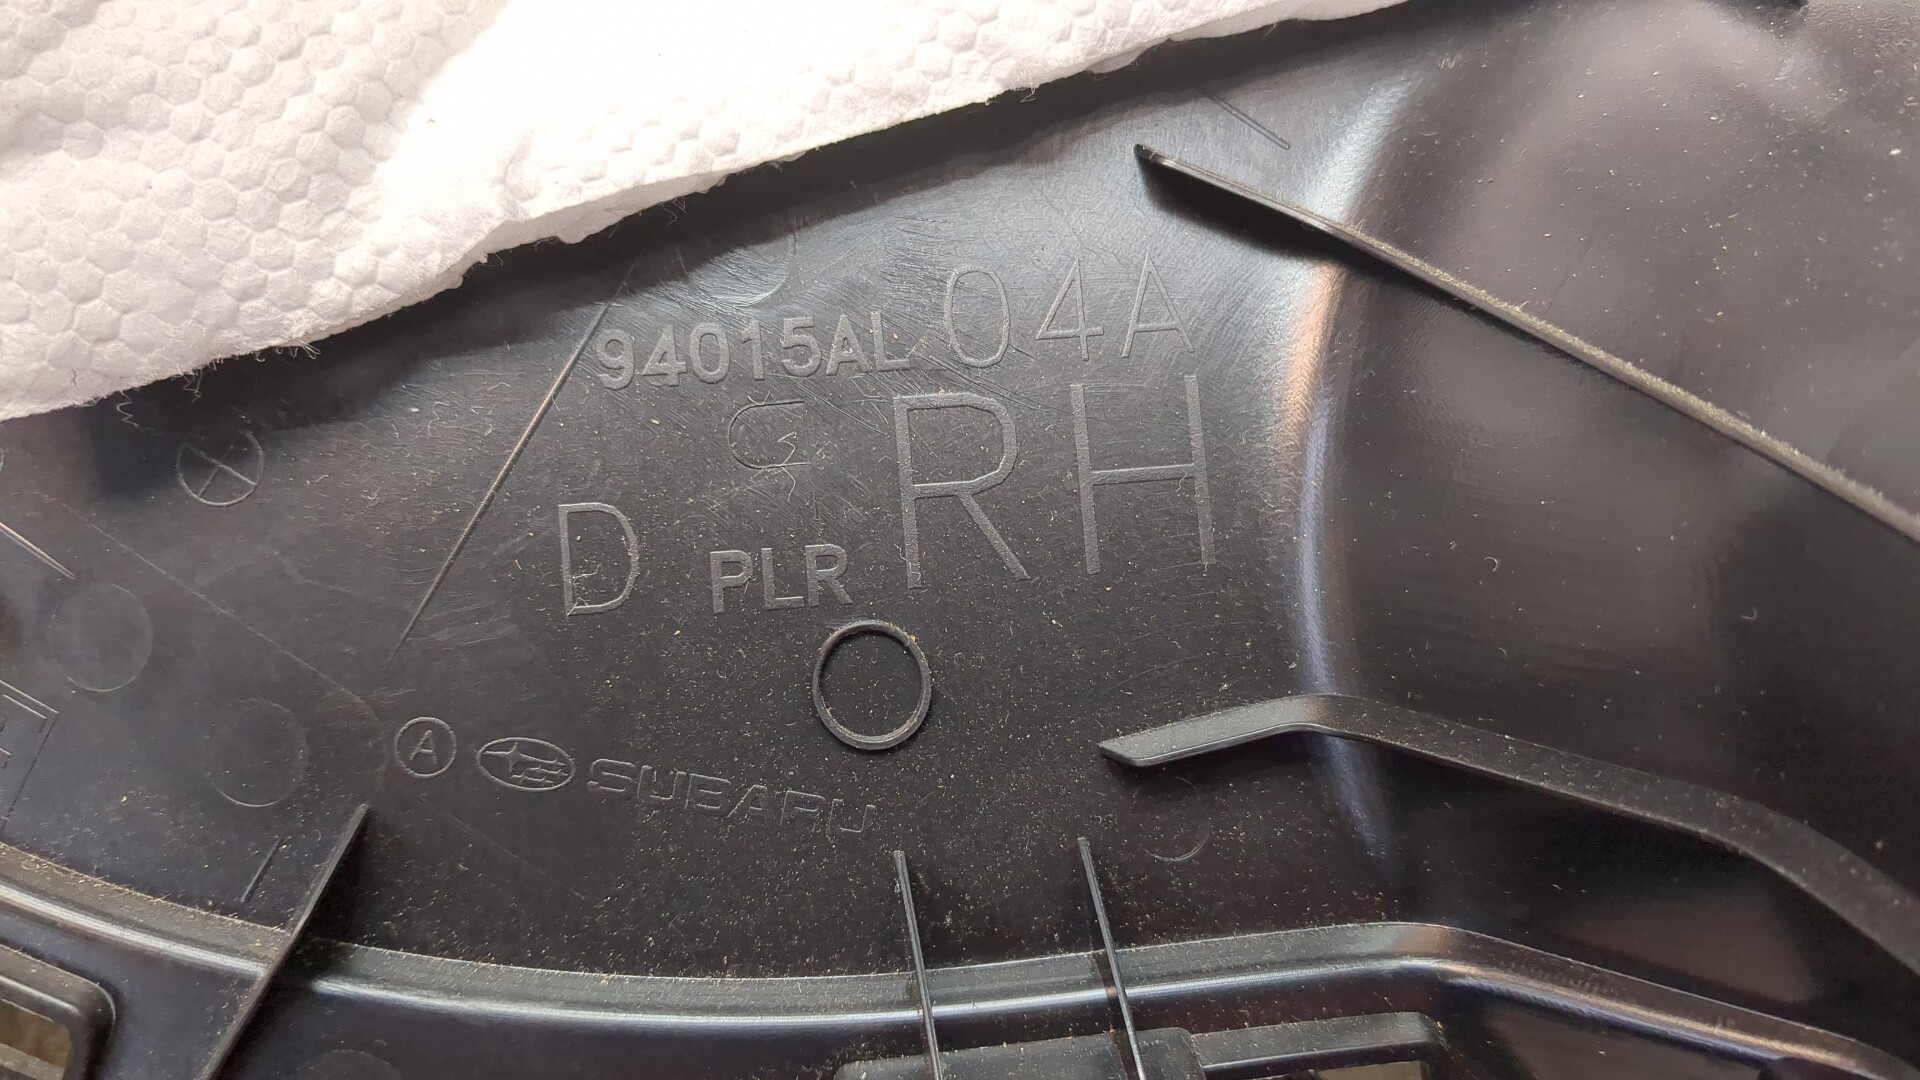 94015AL 04A
RH
D PLR
A SUBARU